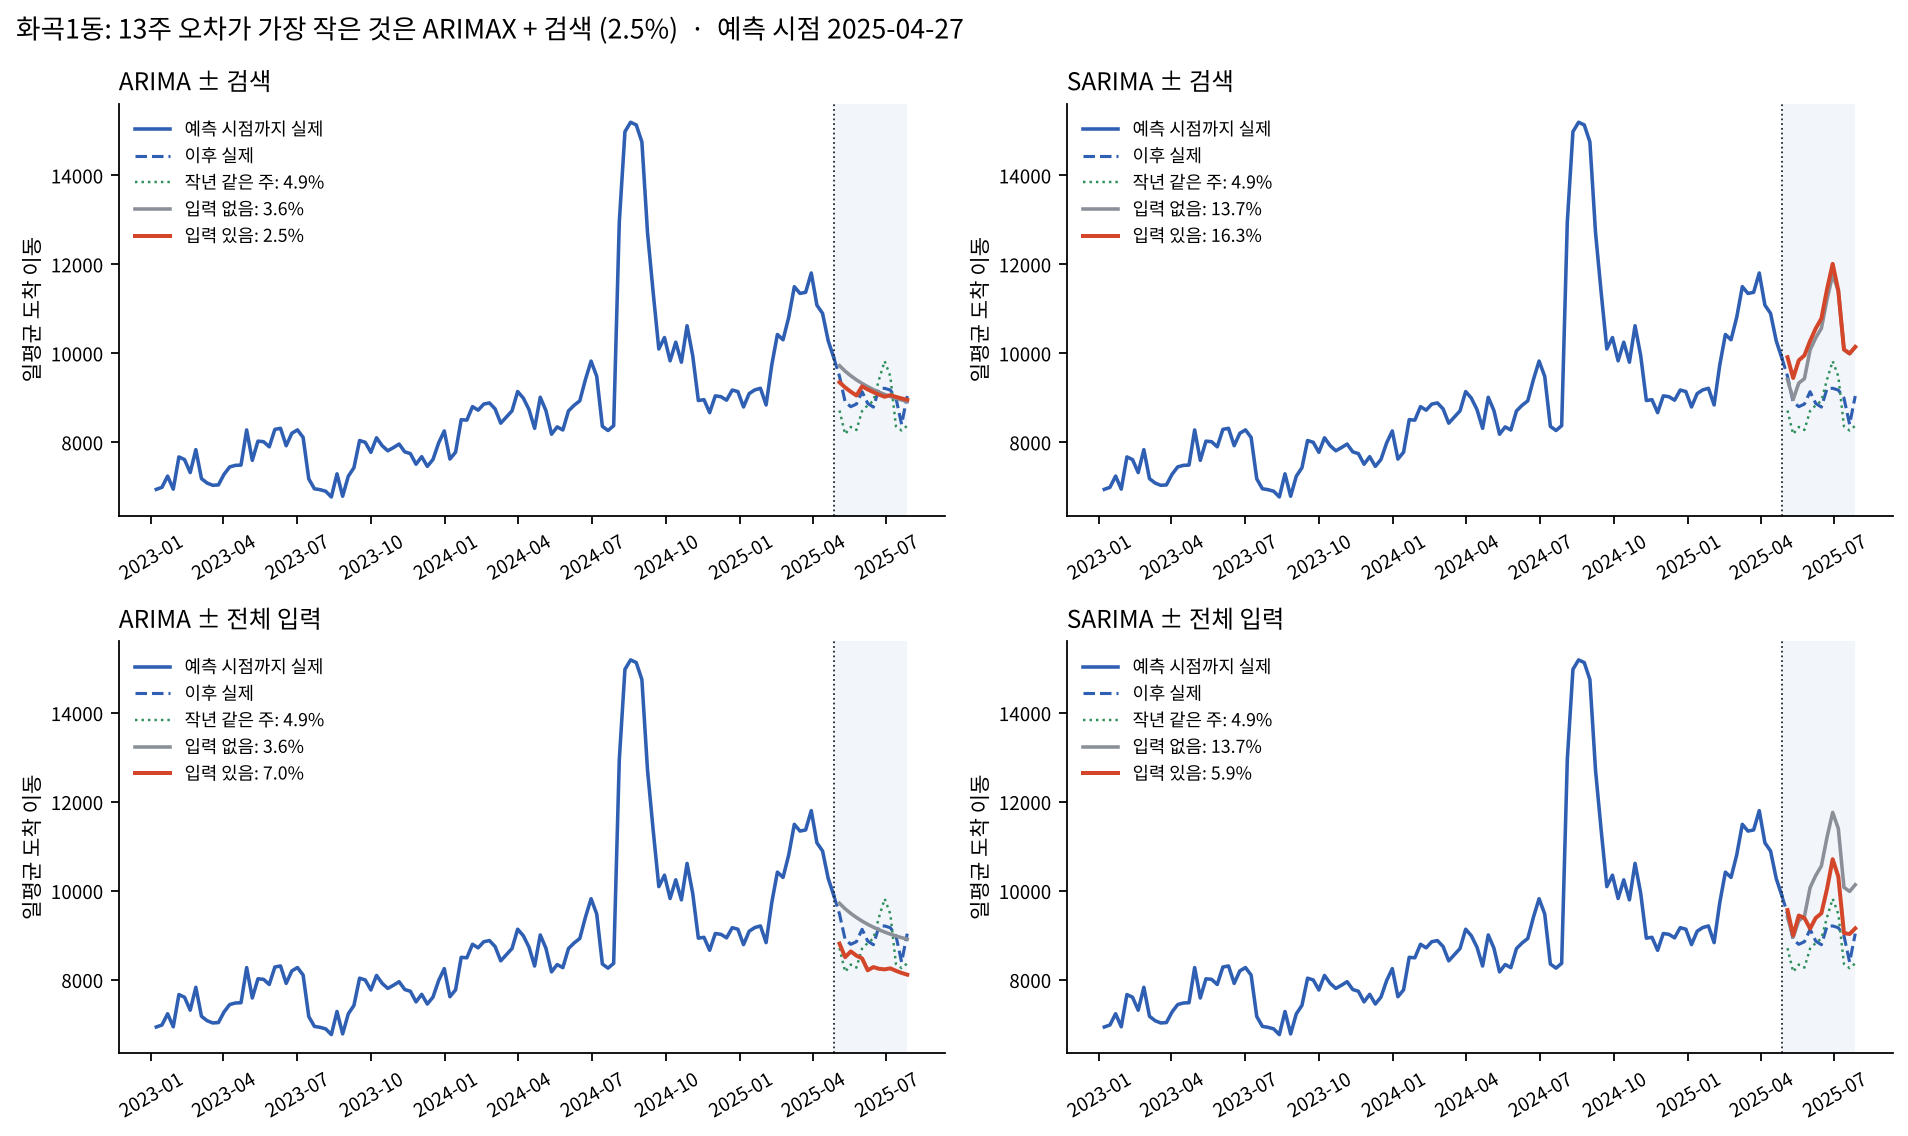 화곡1동: 13주 오차가 가장 작은 것은 ARIMAX + 검색 (2.5%) · 예측 시점 2025-04-27
ARIMA ± 검색
예측 시점까지 실제
이후 실제
작년 같은 주: 4.9%
입력 없음: 3.6%
입력 있음: 2.5%
일평균 도착 이동
14000
12000
10000
8000
2023-01
2023-04
2023-07
2023-10
2024-01
2024-04
2024-07
2024-10
2025-01
2025-04
2025-07
SARIMA ± 검색
예측 시점까지 실제
이후 실제
작년 같은 주: 4.9%
입력 없음: 13.7%
입력 있음: 16.3%
일평균 도착 이동
14000
12000
10000
8000
2023-01
2023-04
2023-07
2023-10
2024-01
2024-04
2024-07
2024-10
2025-01
2025-04
2025-07
ARIMA ± 전체 입력
예측 시점까지 실제
이후 실제
작년 같은 주: 4.9%
입력 없음: 3.6%
입력 있음: 7.0%
일평균 도착 이동
14000
12000
10000
8000
2023-01
2023-04
2023-07
2023-10
2024-01
2024-04
2024-07
2024-10
2025-01
2025-04
2025-07
SARIMA ± 전체 입력
예측 시점까지 실제
이후 실제
작년 같은 주: 4.9%
입력 없음: 13.7%
입력 있음: 5.9%
일평균 도착 이동
14000
12000
10000
8000
2023-01
2023-04
2023-07
2023-10
2024-01
2024-04
2024-07
2024-10
2025-01
2025-04
2025-07